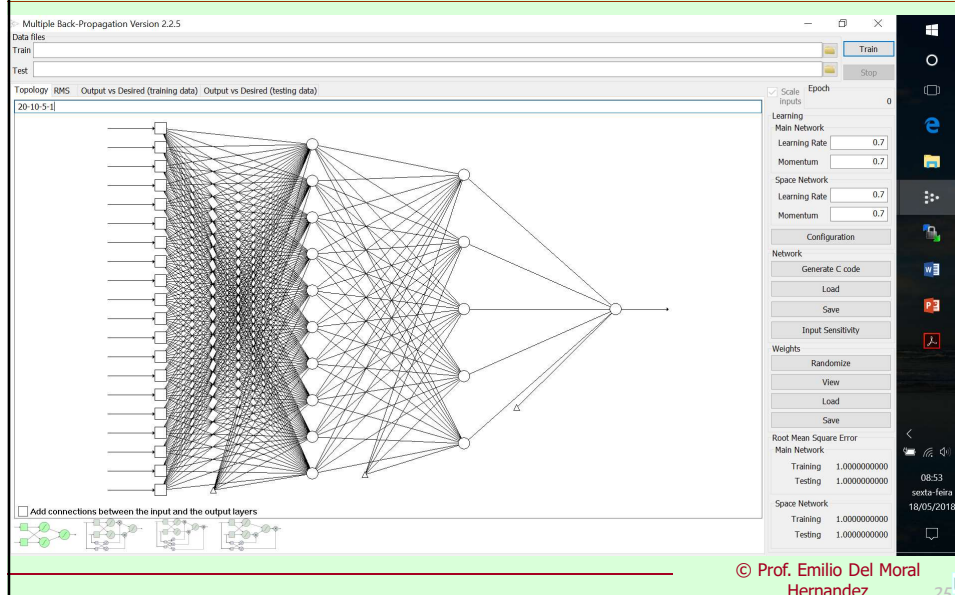 Multiple Back-Propagation Version 2.2.5
Data files
Train
Train
Test
Stop
Topology RMS Output vs Desired (training data) Output vs Desired (testing data)
20-10-5-1
Scale inputs
Epoch
0
Learning
Main Network
Learning Rate 0.7
Momentum 0.7
Space Network
Learning Rate 0.7
Momentum 0.7
Configuration
Network
Generate C code
Load
Save
Input Sensitivity
Weights
Randomize
View
Load
Save
Root Mean Square Error
Main Network
Training 1.0000000000
Testing 1.0000000000
Space Network
Training 1.0000000000
Testing 1.0000000000
Add connections between the input and the output layers
08:53
sexta-feira
18/05/2018
© Prof. Emilio Del Moral
Hernandez
25